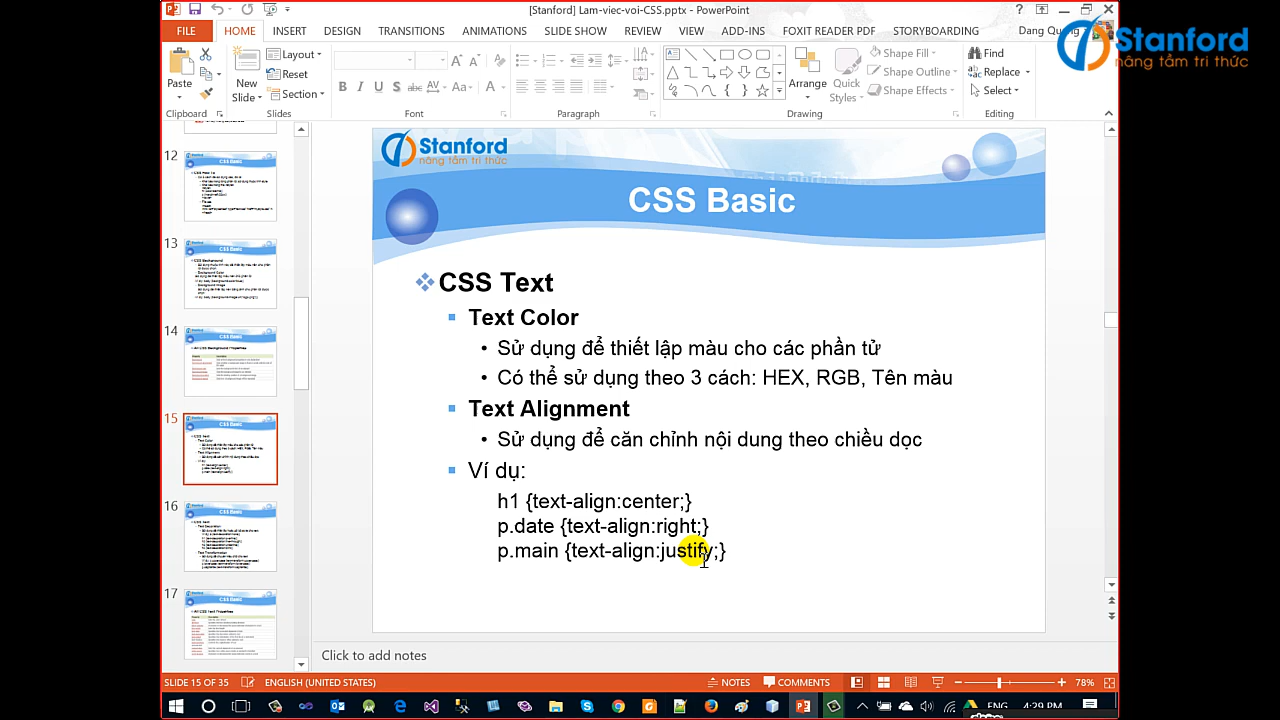 [Stanford] Lam-viec-voi-CSS.pptx - PowerPoint
FILE HOME INSERT DESIGN TRANSITIONS ANIMATIONS SLIDE SHOW REVIEW VIEW ADD-INS FOXIT READER PDF STORYBOARDING Dang Quang
Stanford
nâng tầm tri thức
Paste
New Slide
Layout
Reset
Section
B I U S abc AV Aa A
Arrange
Quick Styles
Shape Fill
Shape Outline
Shape Effects
Find
Replace
Select
Clipboard Slides Font Paragraph Drawing Editing
12
13
14
15
16
17
Stanford
nâng tầm tri thức
CSS Basic
CSS Text
Text Color
• Sử dụng để thiết lập màu cho các phần tử
• Có thể sử dụng theo 3 cách: HEX, RGB, Tên màu
Text Alignment
• Sử dụng để căn chỉnh nội dung theo chiều dọc
Ví dụ:
h1 {text-align:center;}
p.date {text-align:right;}
p.main {text-align:justify;}
Click to add notes
SLIDE 15 OF 35 ENGLISH (UNITED STATES) NOTES COMMENTS 78%
ENG 4:29 PM